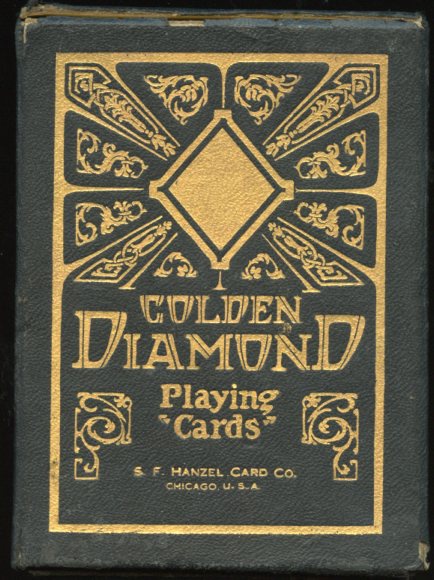 GOLDEN
DIAMOND
Playing
"Cards"
S. F. HANZEL CARD CO.
CHICAGO, U.S.A.